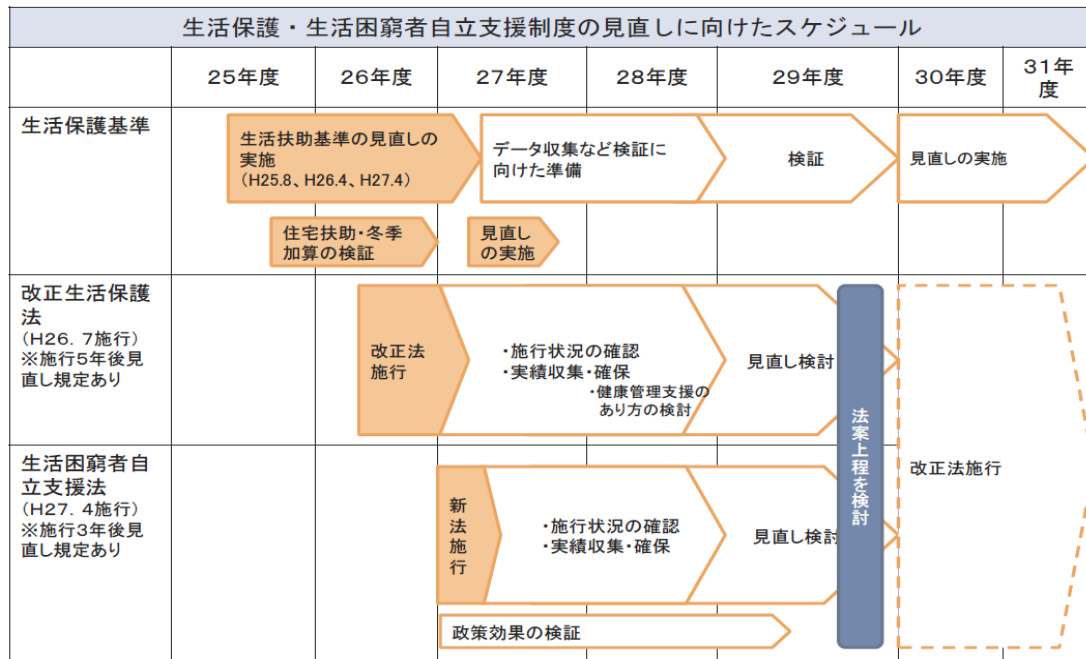 生活保護・生活困窮者自立支援制度の見直しに向けたスケジュール
25年度
26年度
27年度
28年度
29年度
30年度
31年
度
生活保護基準
生活扶助基準の見直しの
実施
(H25.8、H26.4、H27.4)
データ収集など検証に
向けた準備
検証
見直しの実施
住宅扶助・冬季
加算の検証
見直し
の実施
改正生活保護
法
(H26. 7施行)
※施行5年後見
直し規定あり
改正法
施行
・施行状況の確認
・実績収集・確保
・健康管理支援の
あり方の検討
見直し検討
法案上程を検討
改正法施行
生活困窮者自
立支援法
(H27. 4施行)
※施行3年後見
直し規定あり
新法施行
・施行状況の確認
・実績収集・確保
見直し検討
政策効果の検証